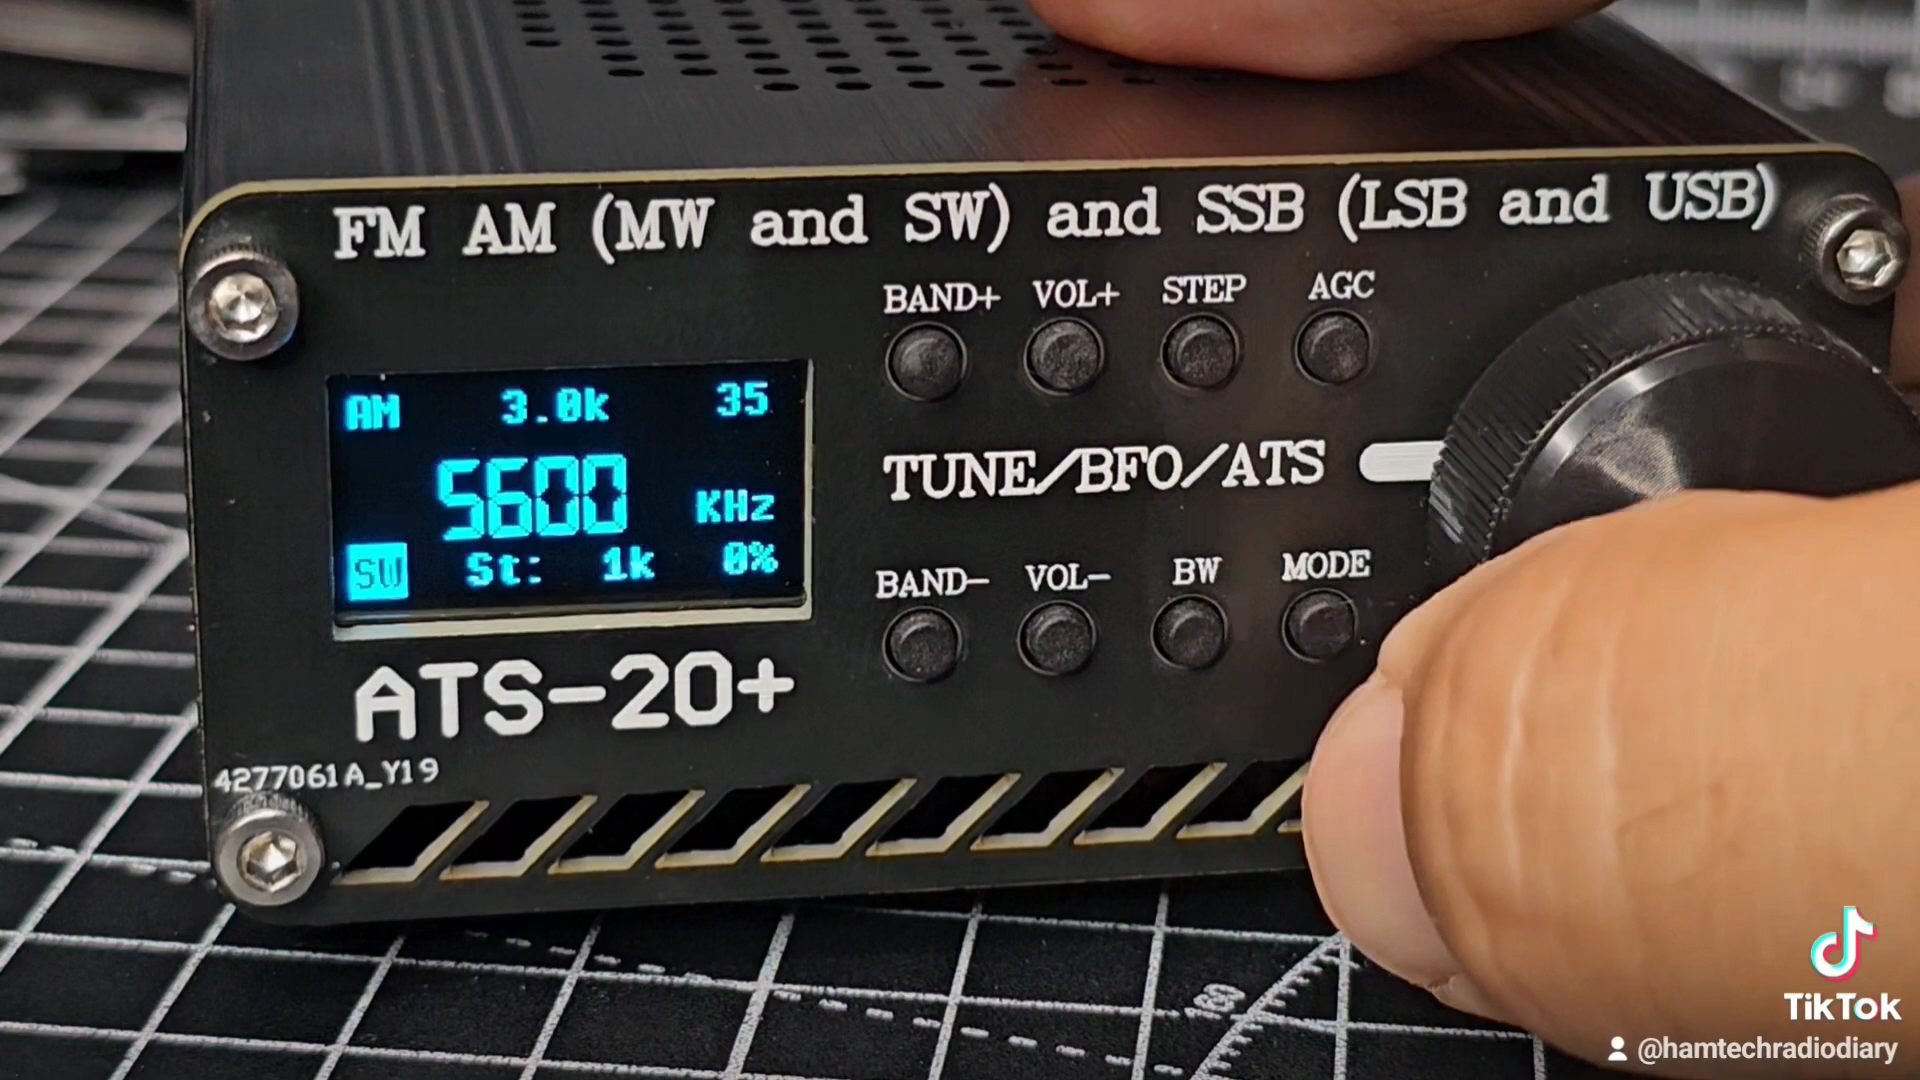 FM AM (MW and SW) and SSB (LSB and USB)
BAND+ VOL+ STEP AGC
AM 3.0k 35
5600 KHz
SW St: 1k 0%
TUNE/BFO/ATS
BAND- VOL- BW MODE
ATS-20+
4277061A_Y19
TikTok
@hamtechradiodiary